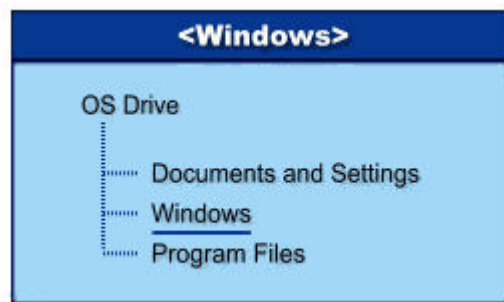 <Windows>
OS Drive
Documents and Settings
Windows
Program Files